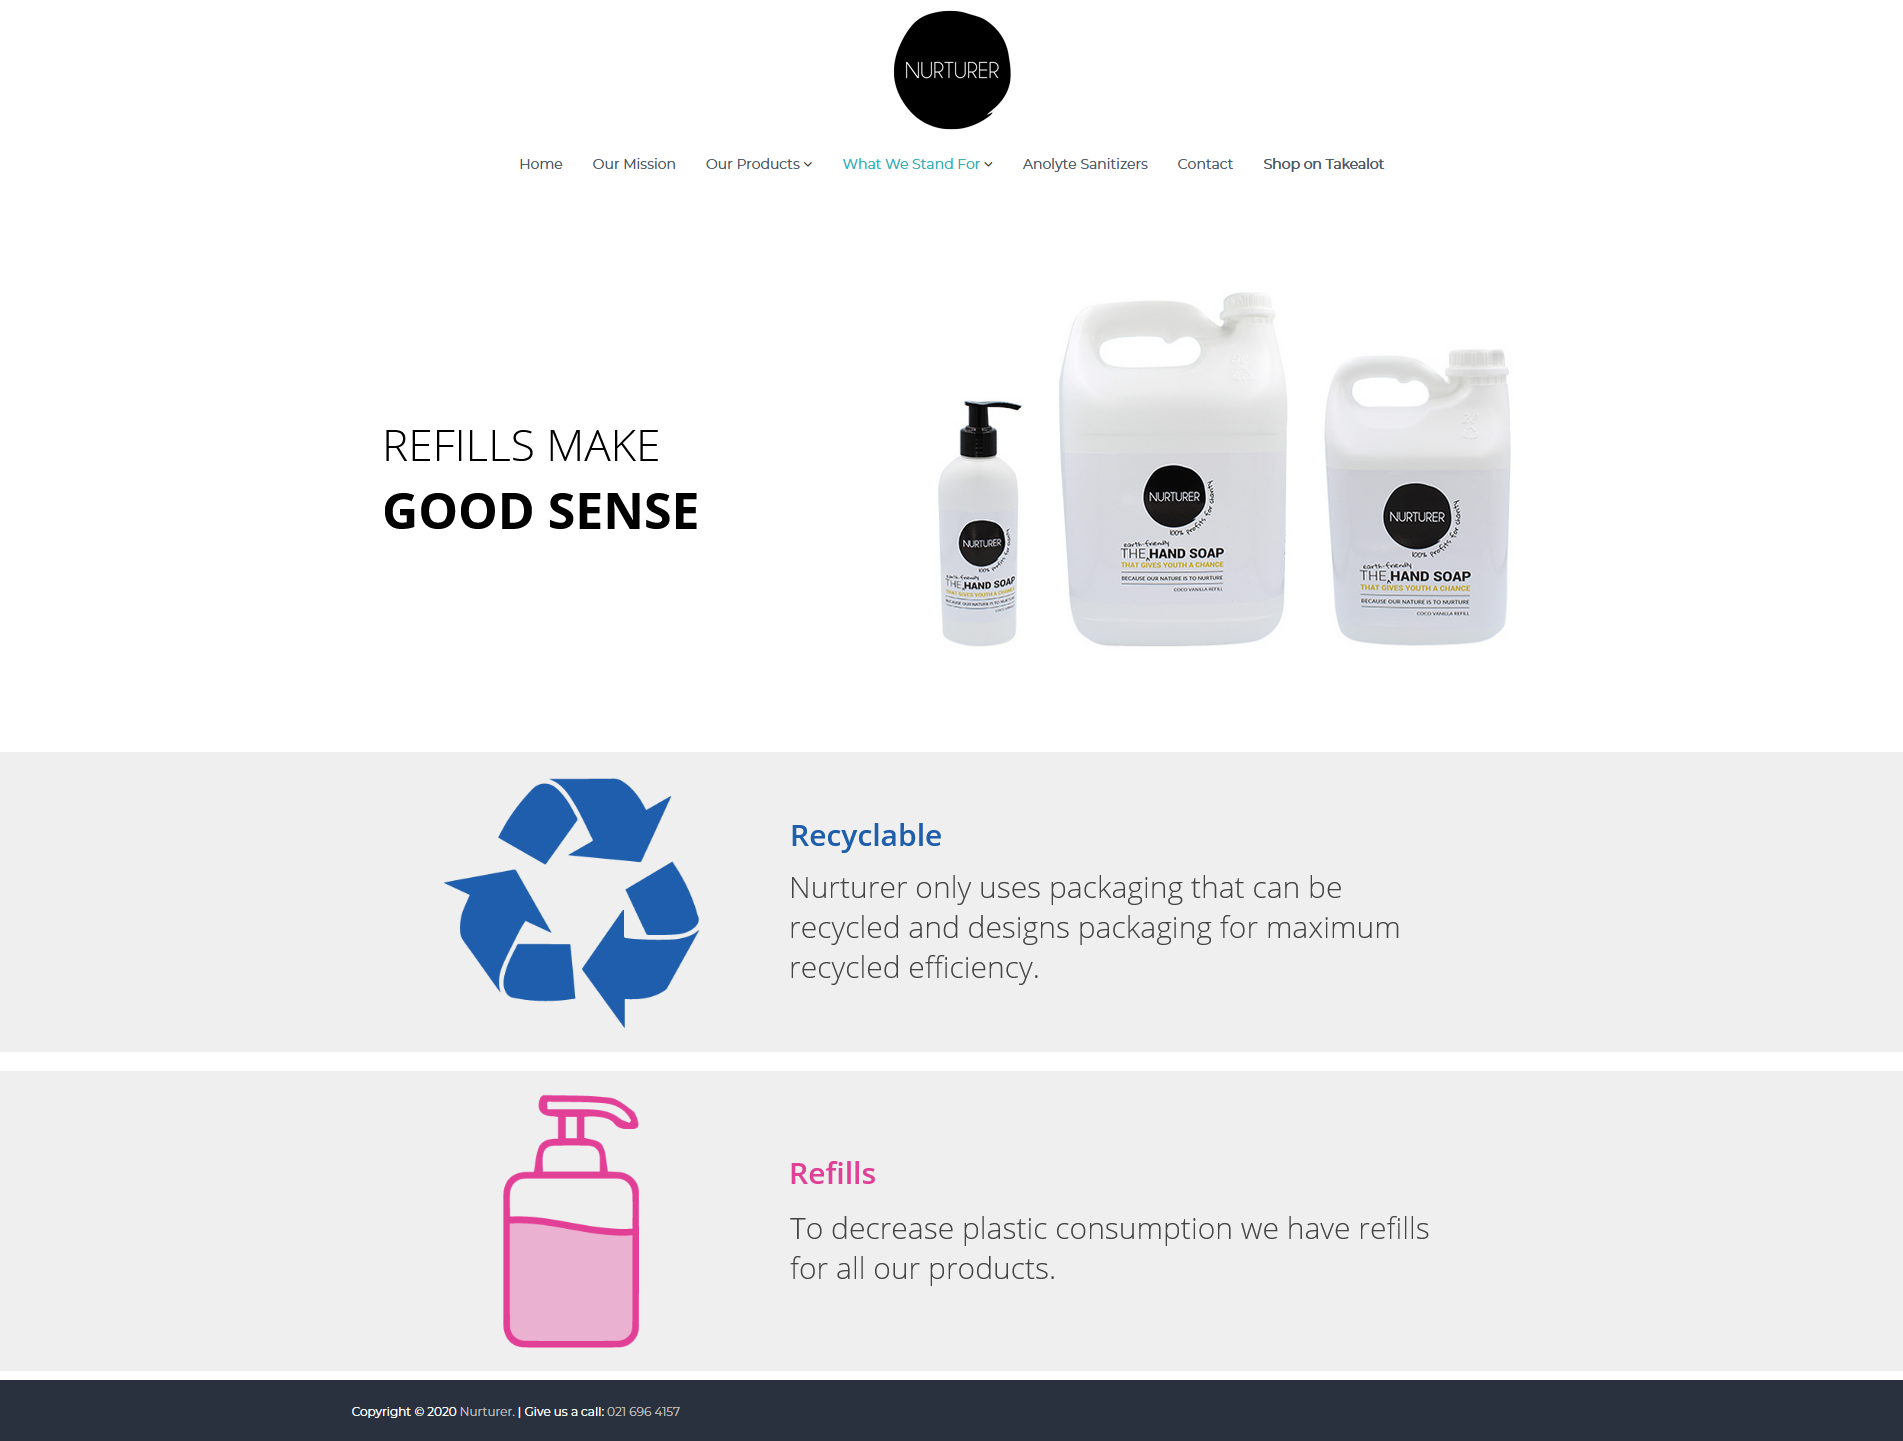 NURTURER
Home Our Mission Our Products What We Stand For Anolyte Sanitizers Contact Shop on Takealot
REFILLS MAKE
GOOD SENSE
NURTURER
100% profits for charity
earth-friendly
THE HAND SOAP
THAT GIVES YOUTH A CHANCE
BECAUSE OUR NATURE IS TO NURTURE
COCO VANILLA
NURTURER
100% profits for charity
earth-friendly
THE HAND SOAP
THAT GIVES YOUTH A CHANCE
BECAUSE OUR NATURE IS TO NURTURE
COCO VANILLA REFILL
NURTURER
100% profits for charity
earth-friendly
THE HAND SOAP
THAT GIVES YOUTH A CHANCE
BECAUSE OUR NATURE IS TO NURTURE
COCO VANILLA REFILL
Recyclable
Nurturer only uses packaging that can be
recycled and designs packaging for maximum
recycled efficiency.
Refills
To decrease plastic consumption we have refills
for all our products.
Copyright © 2020 Nurturer. | Give us a call: 021 696 4157